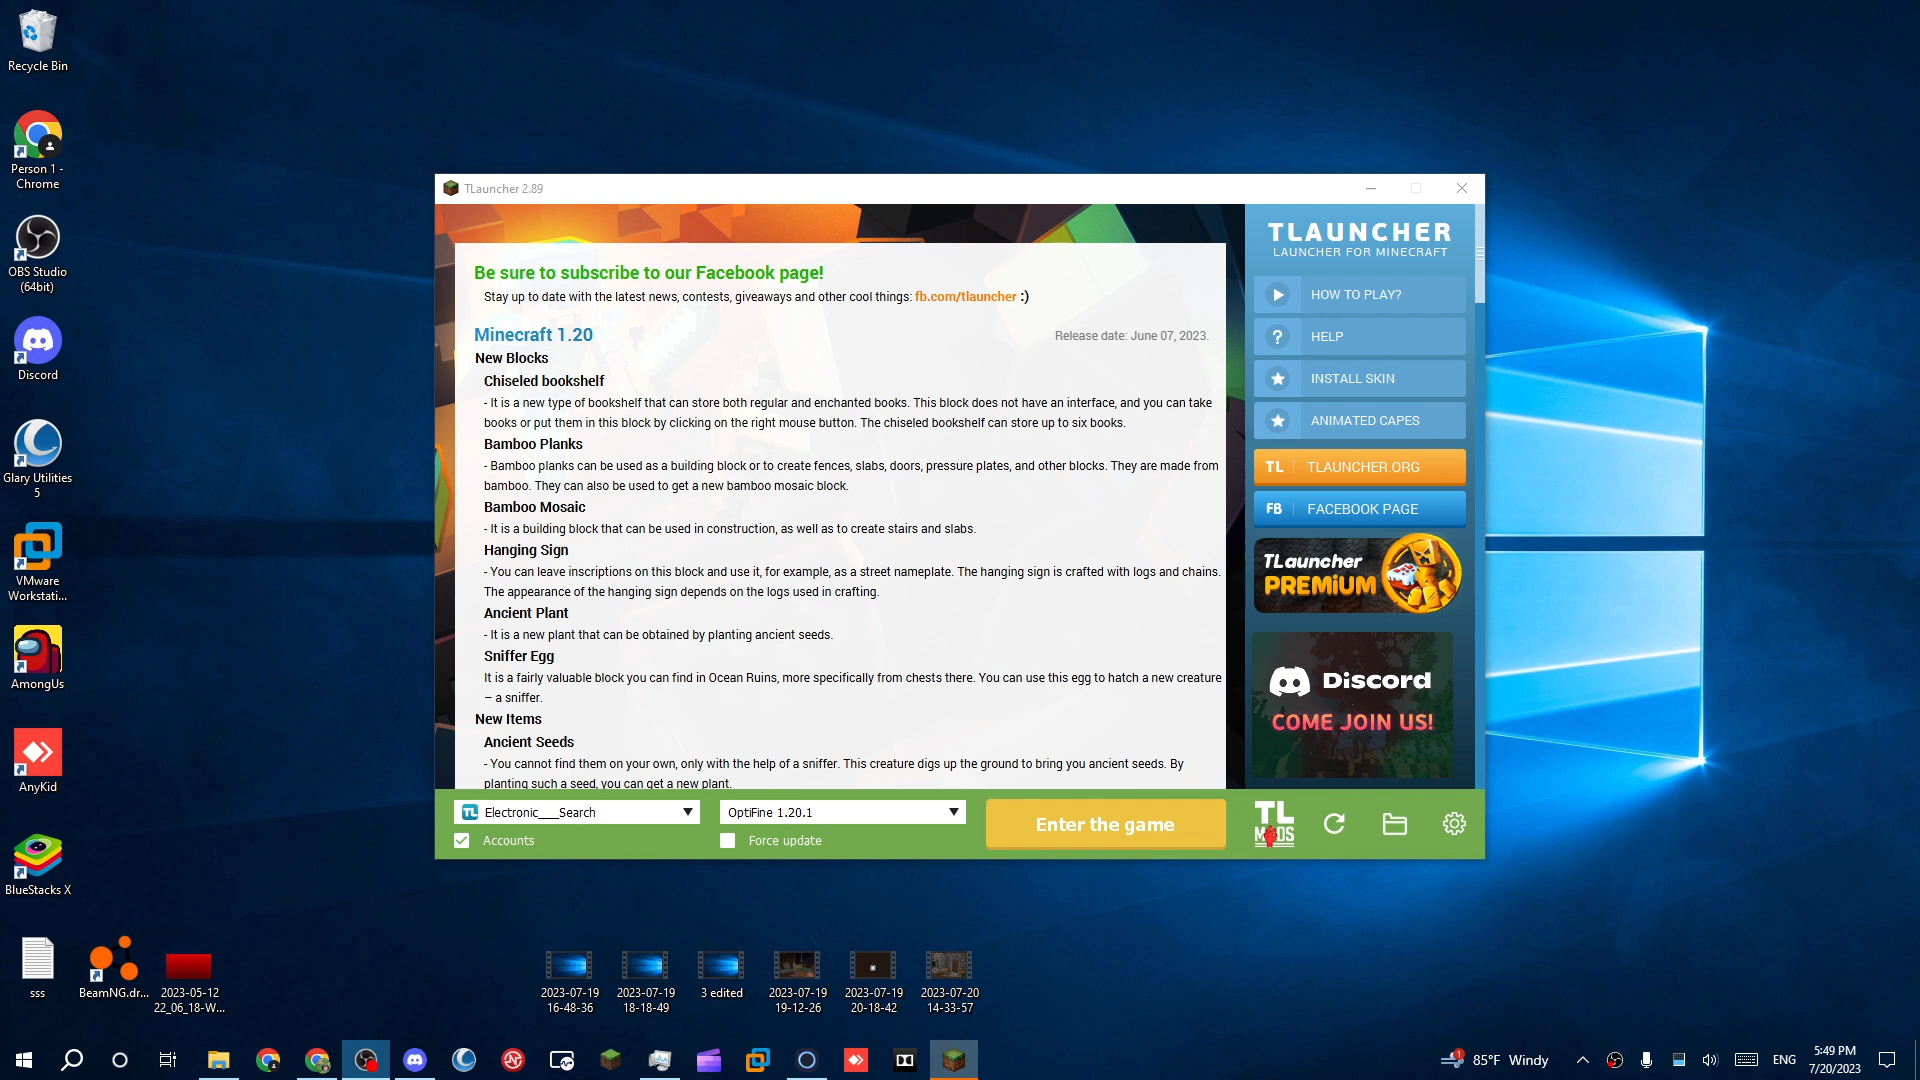 Recycle Bin
Person 1 -
Chrome
OBS Studio
(64bit)
Discord
Glary Utilities
5
VMware
Workstati...
AmongUs
AnyKid
BlueStacks X
sss
BeamNG.dr...
2023-05-12
22_06_18-W...
2023-07-19
16-48-36
2023-07-19
18-18-49
3 edited
2023-07-19
19-12-26
2023-07-19
20-18-42
2023-07-20
14-33-57
TLauncher 2.89
Be sure to subscribe to our Facebook page!
Stay up to date with the latest news, contests, giveaways and other cool things: fb.com/tlauncher :)
Minecraft 1.20
Release date: June 07, 2023.
New Blocks
Chiseled bookshelf
- It is a new type of bookshelf that can store both regular and enchanted books. This block does not have an interface, and you can take
books or put them in this block by clicking on the right mouse button. The chiseled bookshelf can store up to six books.
Bamboo Planks
- Bamboo planks can be used as a building block or to create fences, slabs, doors, pressure plates, and other blocks. They are made from
bamboo. They can also be used to get a new bamboo mosaic block.
Bamboo Mosaic
- It is a building block that can be used in construction, as well as to create stairs and slabs.
Hanging Sign
- You can leave inscriptions on this block and use it, for example, as a street nameplate. The hanging sign is crafted with logs and chains.
The appearance of the hanging sign depends on the logs used in crafting.
Ancient Plant
- It is a new plant that can be obtained by planting ancient seeds.
Sniffer Egg
It is a fairly valuable block you can find in Ocean Ruins, more specifically from chests there. You can use this egg to hatch a new creature
– a sniffer.
New Items
Ancient Seeds
- You cannot find them on your own, only with the help of a sniffer. This creature digs up the ground to bring you ancient seeds. By
planting such a seed, you can get a new plant.
TLAUNCHER
LAUNCHER FOR MINECRAFT
HOW TO PLAY?
? HELP
INSTALL SKIN
ANIMATED CAPES
TL TLAUNCHER.ORG
FB FACEBOOK PAGE
TLauncher
PREMIUM
Discord
COME JOIN US!
TL Electronic___Search
Accounts
OptiFine 1.20.1
Force update
Enter the game
TL
MODS
1
85°F Windy
ENG
5:49 PM
7/20/2023